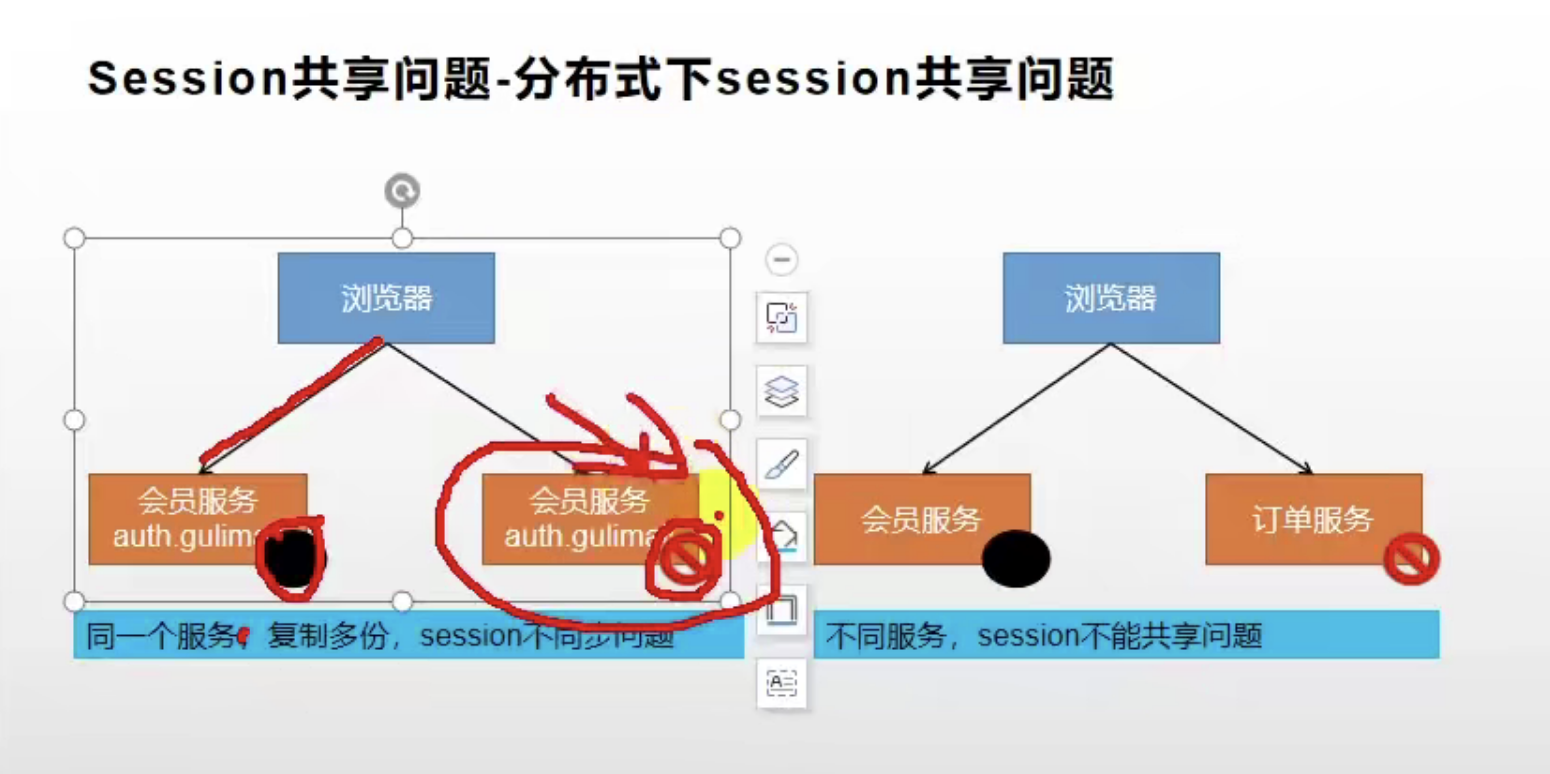 Session共享问题-分布式下session共享问题
浏览器
会员服务
auth.gulim
会员服务
auth.gulima
同一个服务，复制多份，session不同步问题
浏览器
会员服务
订单服务
不同服务，session不能共享问题